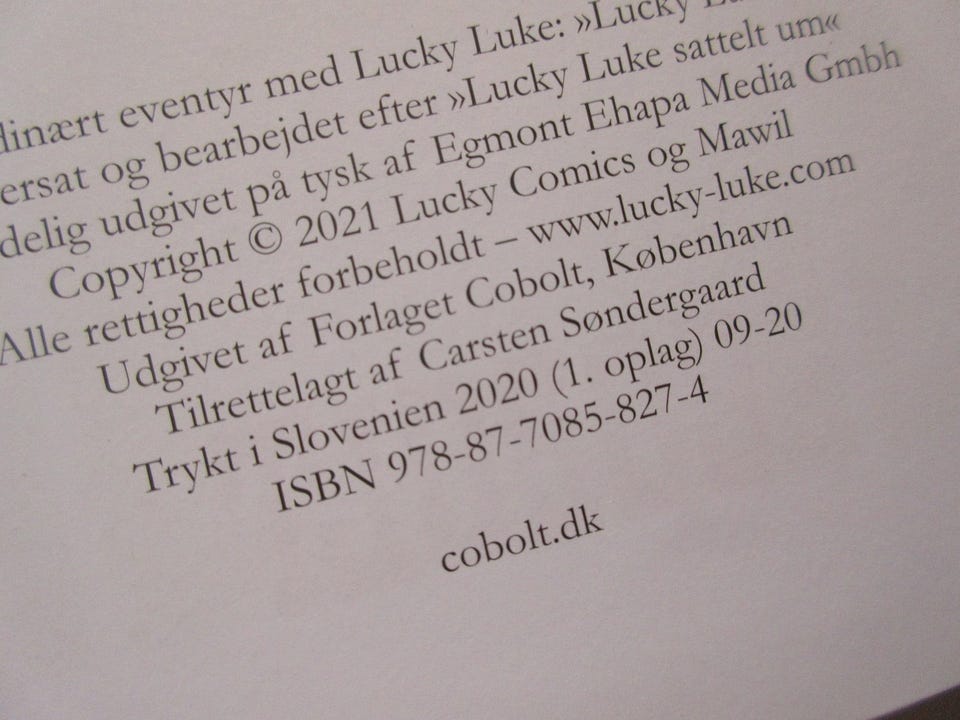 dinært eventyr med Lucky Luke: »Lucky
ersat og bearbejdet efter »Lucky Luke sattelt um«
delig udgivet på tysk af Egmont Ehapa Media Gmbh
Copyright © 2021 Lucky Comics og Mawil
Alle rettigheder forbeholdt – www.lucky-luke.com
Udgivet af Forlaget Cobolt, København
Tilrettelagt af Carsten Søndergaard
Trykt i Slovenien 2020 (1. oplag) 09-20
ISBN 978-87-7085-827-4
cobolt.dk